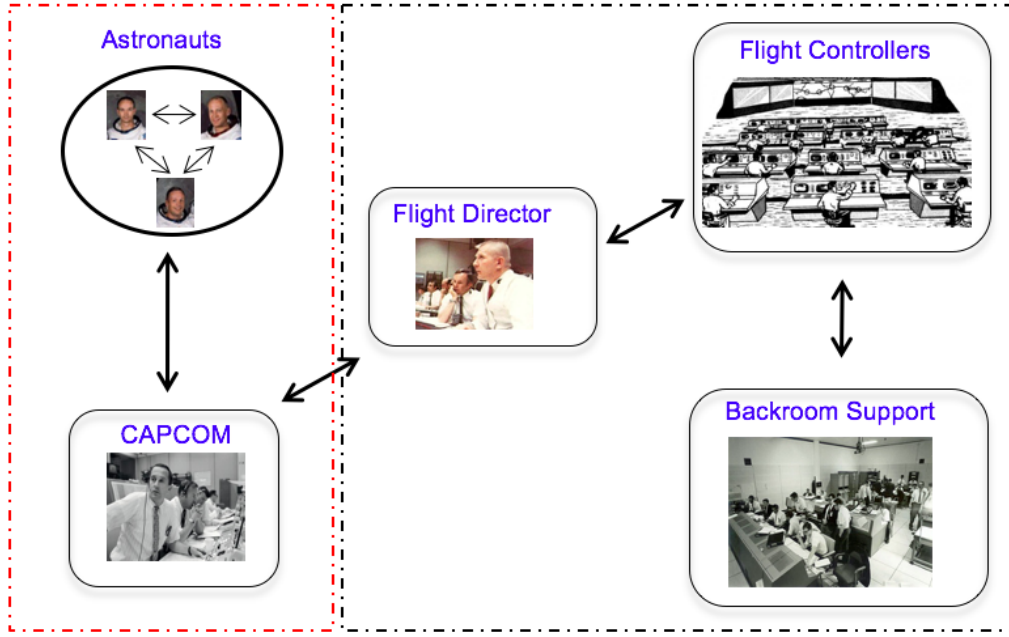 Astronauts
Flight Controllers
Flight Director
CAPCOM
Backroom Support